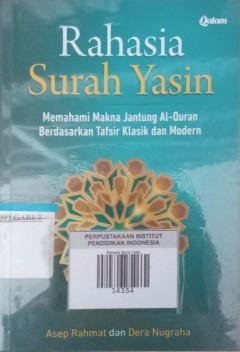 Qalam
Rahasia
Surah Yasin
Memahami Makna Jantung Al-Quran
Berdasarkan Tafsir Klasik dan Modern
PERPUSTAKAAN INSTITUT
PENDIDIKAN INDONESIA
14354
Asep Rahmat dan Dera Nugraha